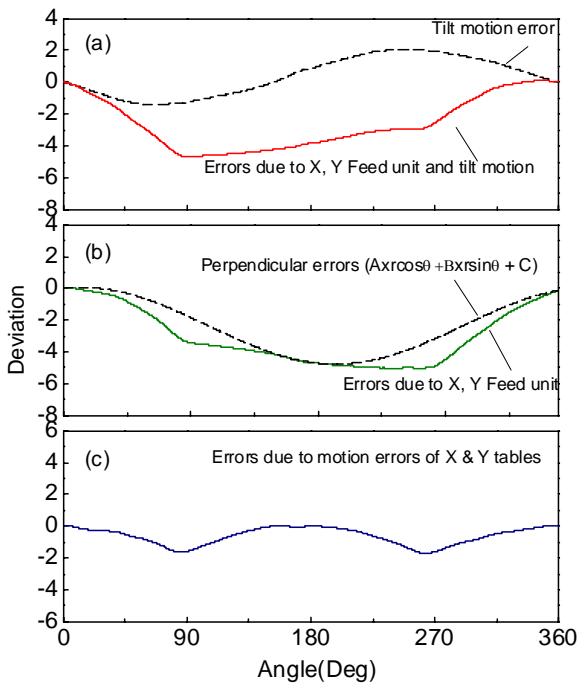 4
(a)
Tilt motion error
2
0
-2
-4
Errors due to X, Y Feed unit and tilt motion
-6
-8
4
(b)
2
Perpendicular errors (Axrcosθ +Bxrsinθ + C)
0
-2
-4
-6
Errors due to X, Y Feed unit
-8
Deviation
6
(c)
Errors due to motion errors of X & Y tables
4
2
0
-2
-4
-6
0 90 180 270 360
Angle(Deg)